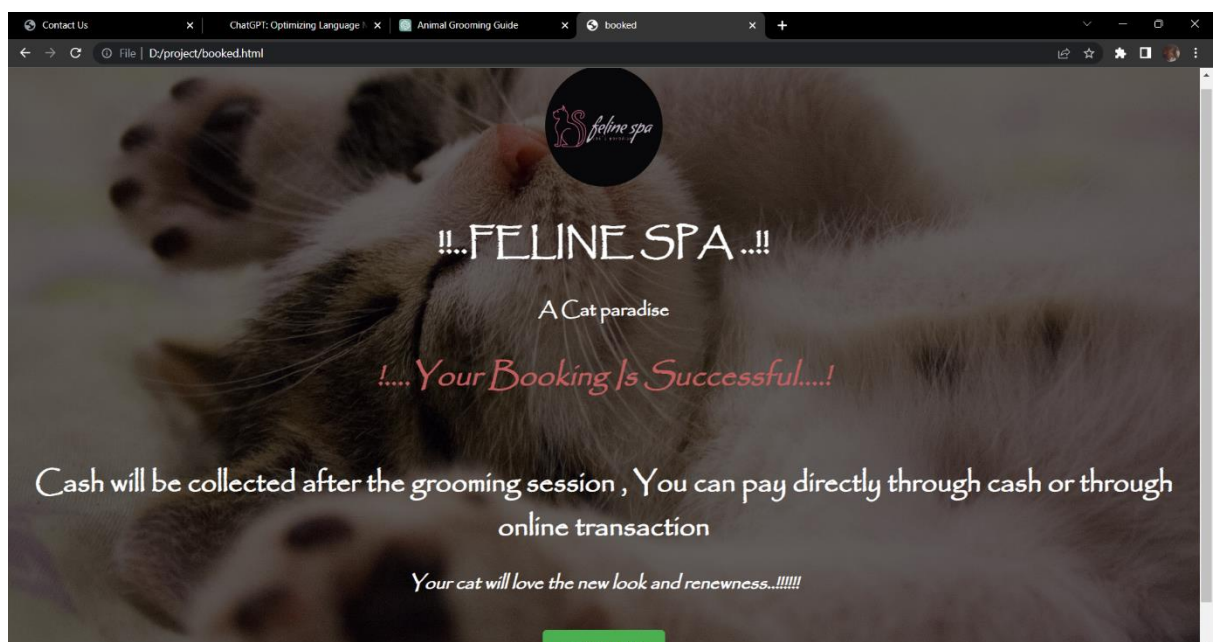 Contact Us
ChatGPT: Optimizing Language
Animal Grooming Guide
booked
File | D:/project/booked.html
feline spa
!!..FELINE SPA ..!!
A Cat paradise
!.... Your Booking Is Successful....!
Cash will be collected after the grooming session , You can pay directly through cash or through
online transaction
Your cat will love the new look and renewness..!!!!!!